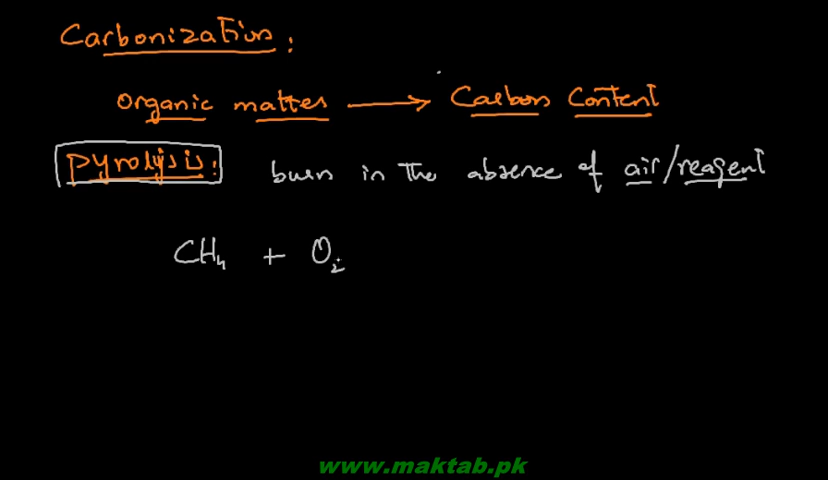 Carbonization:
organic matter → Carbon Content
Pyrolysis: burn in the absence of air/reagent
CH₄ + O₂
www.maktab.pk